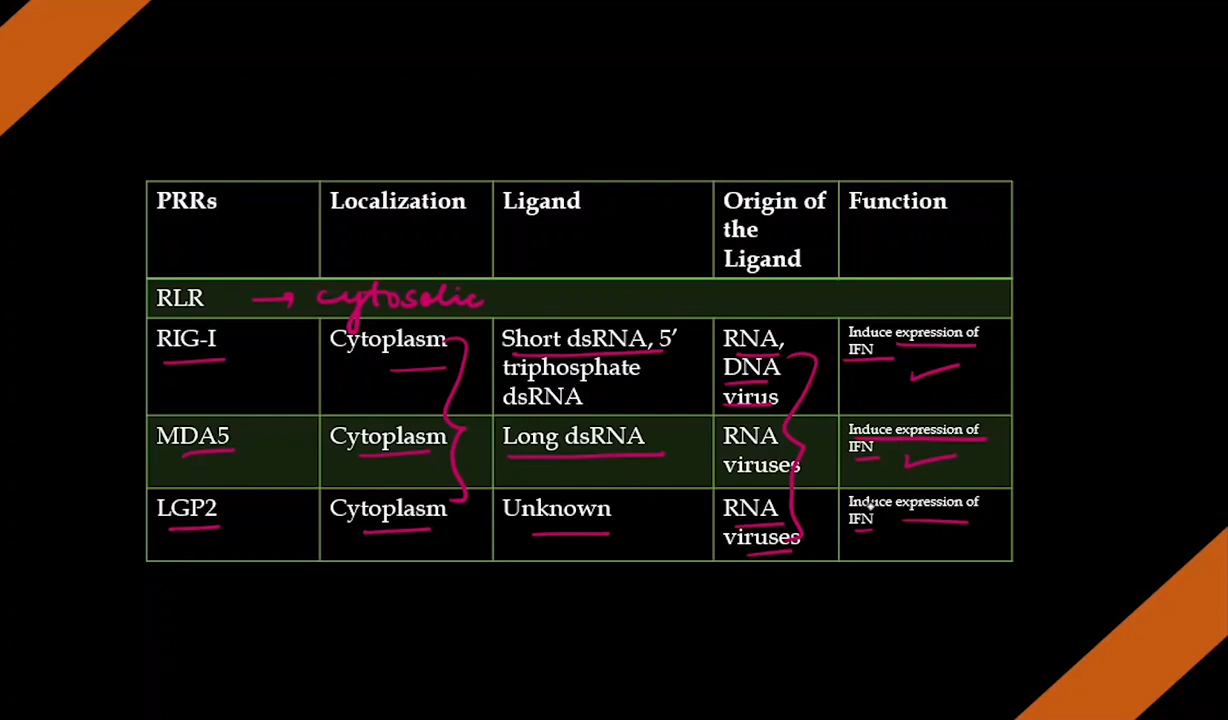 PRRs Localization Ligand Origin of the Ligand Function
RLR → cytosolic
RIG-I Cytoplasm Short dsRNA, 5′ triphosphate dsRNA RNA, DNA virus Induce expression of IFN
MDA5 Cytoplasm Long dsRNA RNA viruses Induce expression of IFN
LGP2 Cytoplasm Unknown RNA viruses Induce expression of IFN